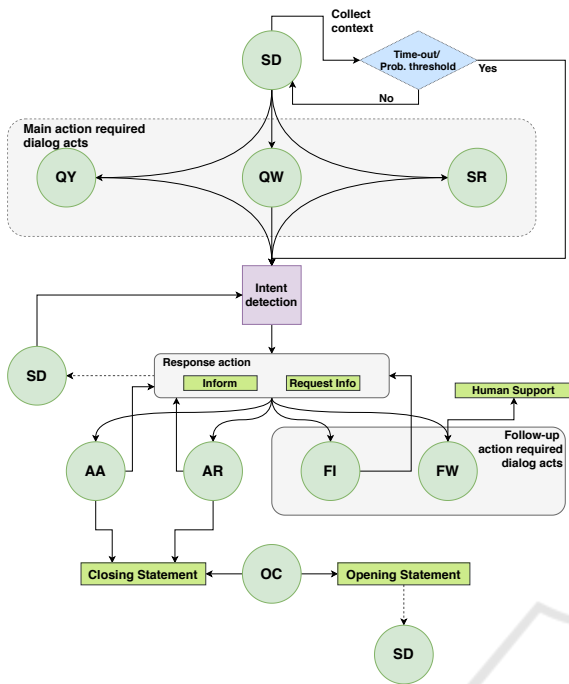 Collect
context
SD
Time-out/
Prob. threshold
Yes
No
Main action required
dialog acts
QY
QW
SR
Intent
detection
SD
Response action
Inform
Request Info
Human Support
Follow-up
action required
dialog acts
AA
AR
FI
FW
Closing Statement
OC
Opening Statement
SD